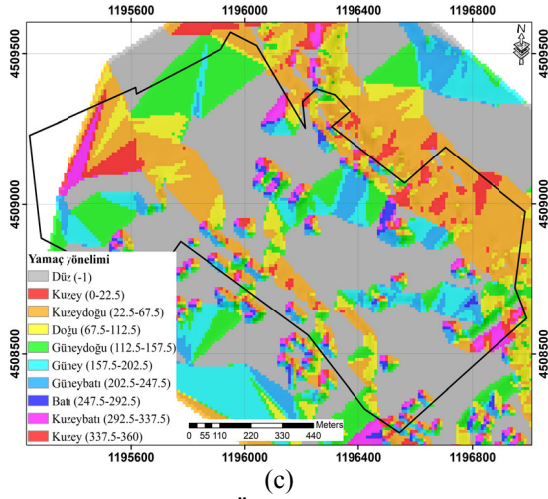 1195600 1196000 1196400 1196800
N
4509500
4509000
4508500
Yamaç yönelimi
Düz (-1)
Kuzey (0-22.5)
Kuzeydoğu (22.5-67.5)
Doğu (67.5-112.5)
Güneydoğu (112.5-157.5)
Güney (157.5-202.5)
Güneybatı (202.5-247.5)
Batı (247.5-292.5)
Kuzeybatı (292.5-337.5)
Kuzey (337.5-360)
Meters
0 55 110 220 330 440
1195600 1196000 1196400 1196800
(c)